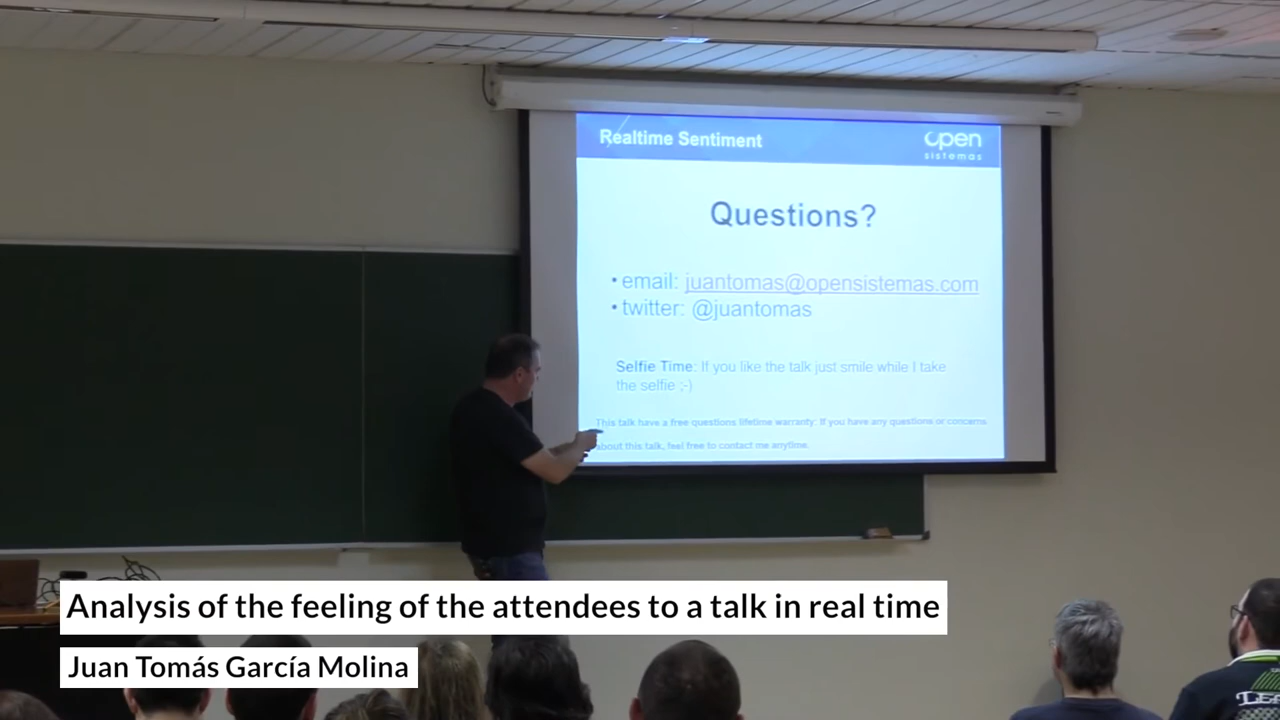 Realtime Sentiment
open
sistemas
Questions?
• email: juantomas@opensistemas.com
• twitter: @juantomas
Selfie Time: If you like the talk just smile while I take
the selfie ;-)
This talk have a free questions lifetime warranty: If you have any questions or concerns
about this talk, feel free to contact me anytime.
Analysis of the feeling of the attendees to a talk in real time
Juan Tomás García Molina